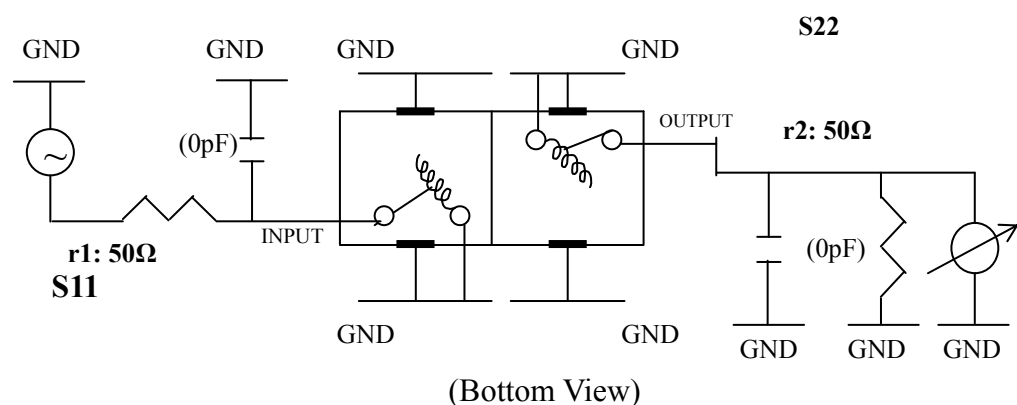 S22
GND
GND
GND
GND
OUTPUT
r2: 50Ω
(0pF)
~
INPUT
r1: 50Ω
S11
(0pF)
GND
GND
GND
GND
GND
(Bottom View)